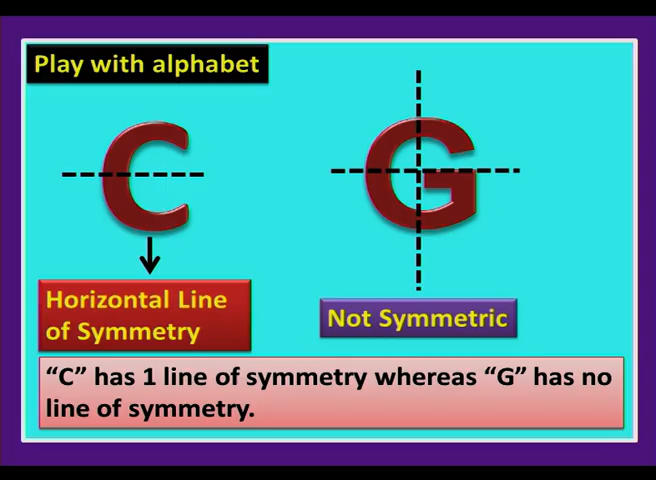 Play with alphabet
C
G
Horizontal Line
of Symmetry
Not Symmetric
“C” has 1 line of symmetry whereas “G” has no
line of symmetry.